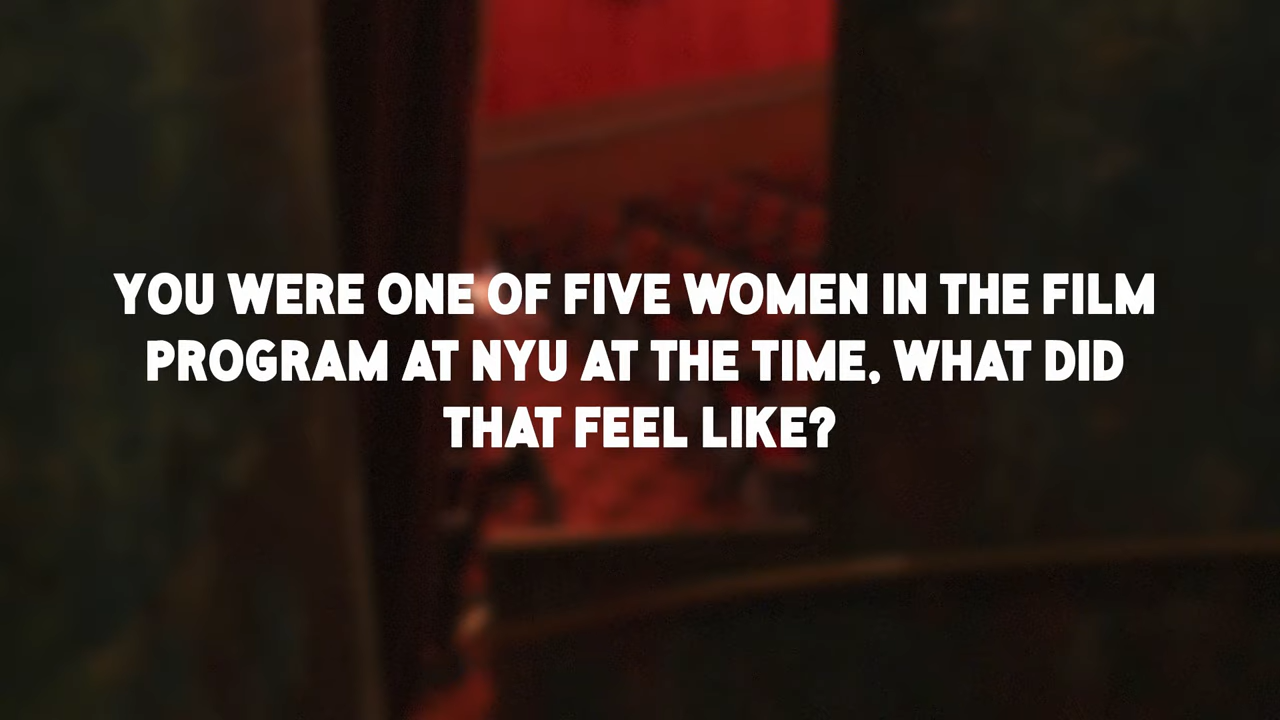 YOU WERE ONE OF FIVE WOMEN IN THE FILM
PROGRAM AT NYU AT THE TIME, WHAT DID
THAT FEEL LIKE?